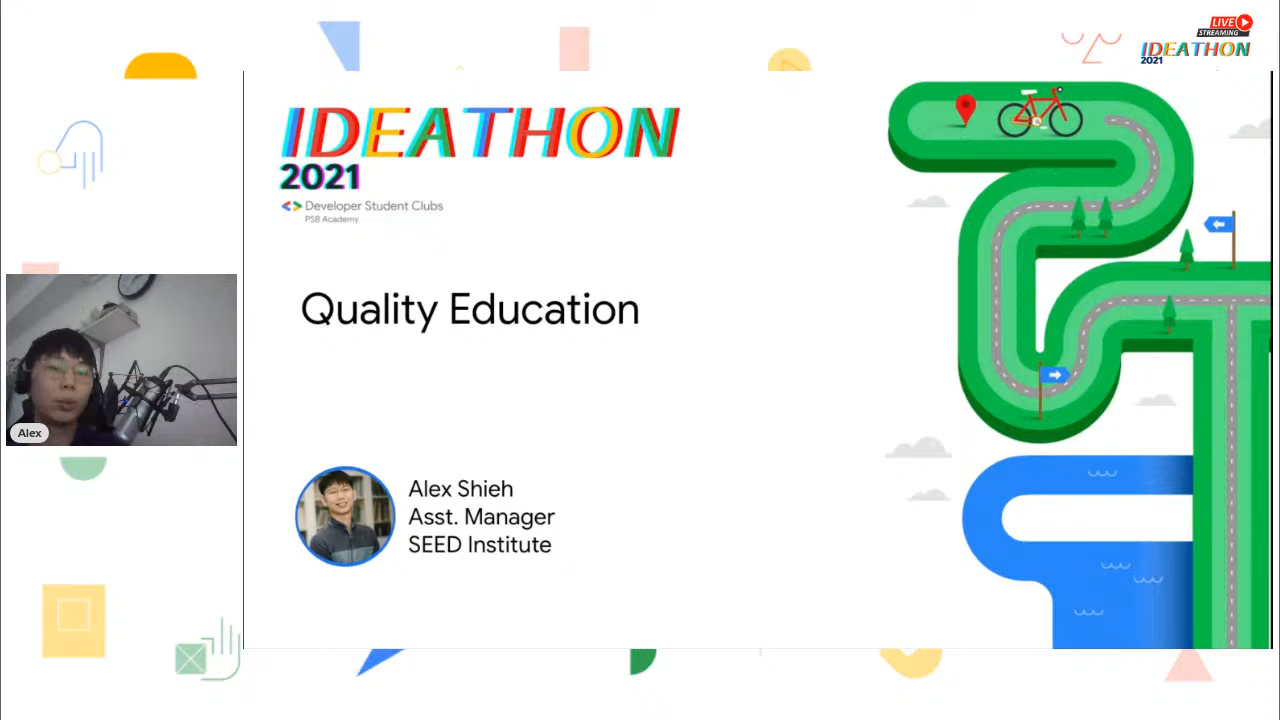 LIVE
STREAMING
IDEATHON
2021
IDEATHON
2021
Developer Student Clubs
PSB Academy
Quality Education
Alex
Alex Shieh
Asst. Manager
SEED Institute